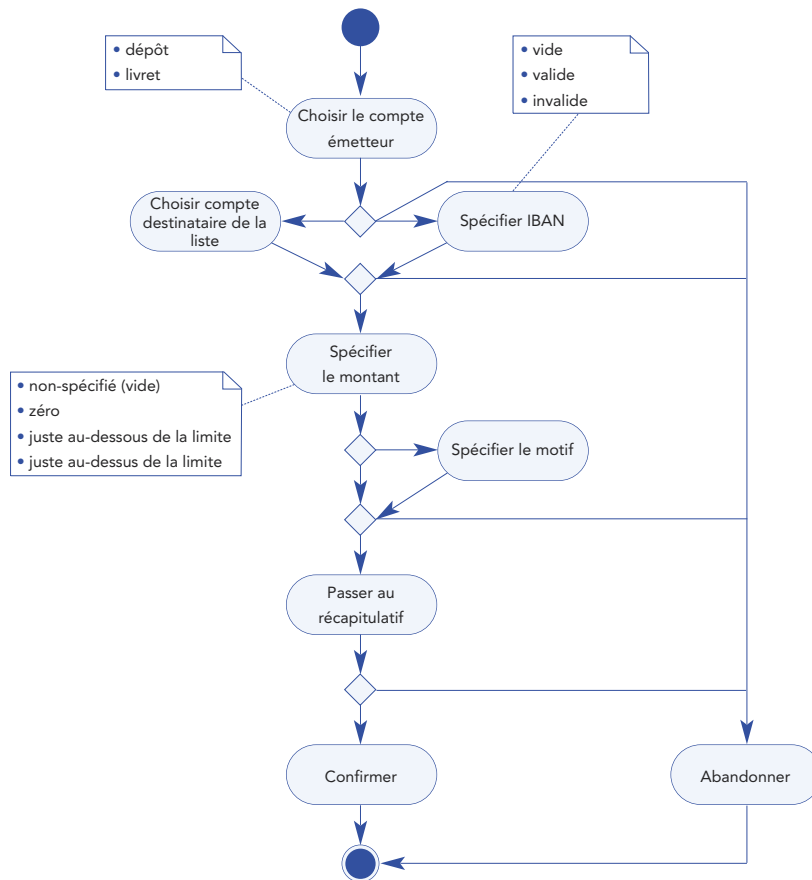 • dépôt
• livret
• vide
• valide
• invalide
Choisir le compte
émetteur
Choisir compte
destinataire de la
liste
Spécifier IBAN
Spécifier
le montant
• non-spécifié (vide)
• zéro
• juste au-dessous de la limite
• juste au-dessus de la limite
Spécifier le motif
Passer au
récapitulatif
Confirmer
Abandonner